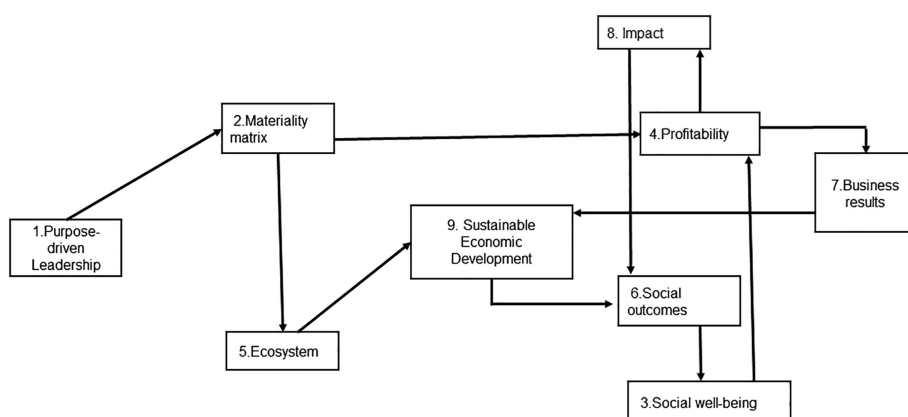 8. Impact
2.Materiality
matrix
4.Profitability
7.Business
results
1.Purpose-
driven
Leadership
9. Sustainable
Economic
Development
6.Social
outcomes
5.Ecosystem
3.Social well-being